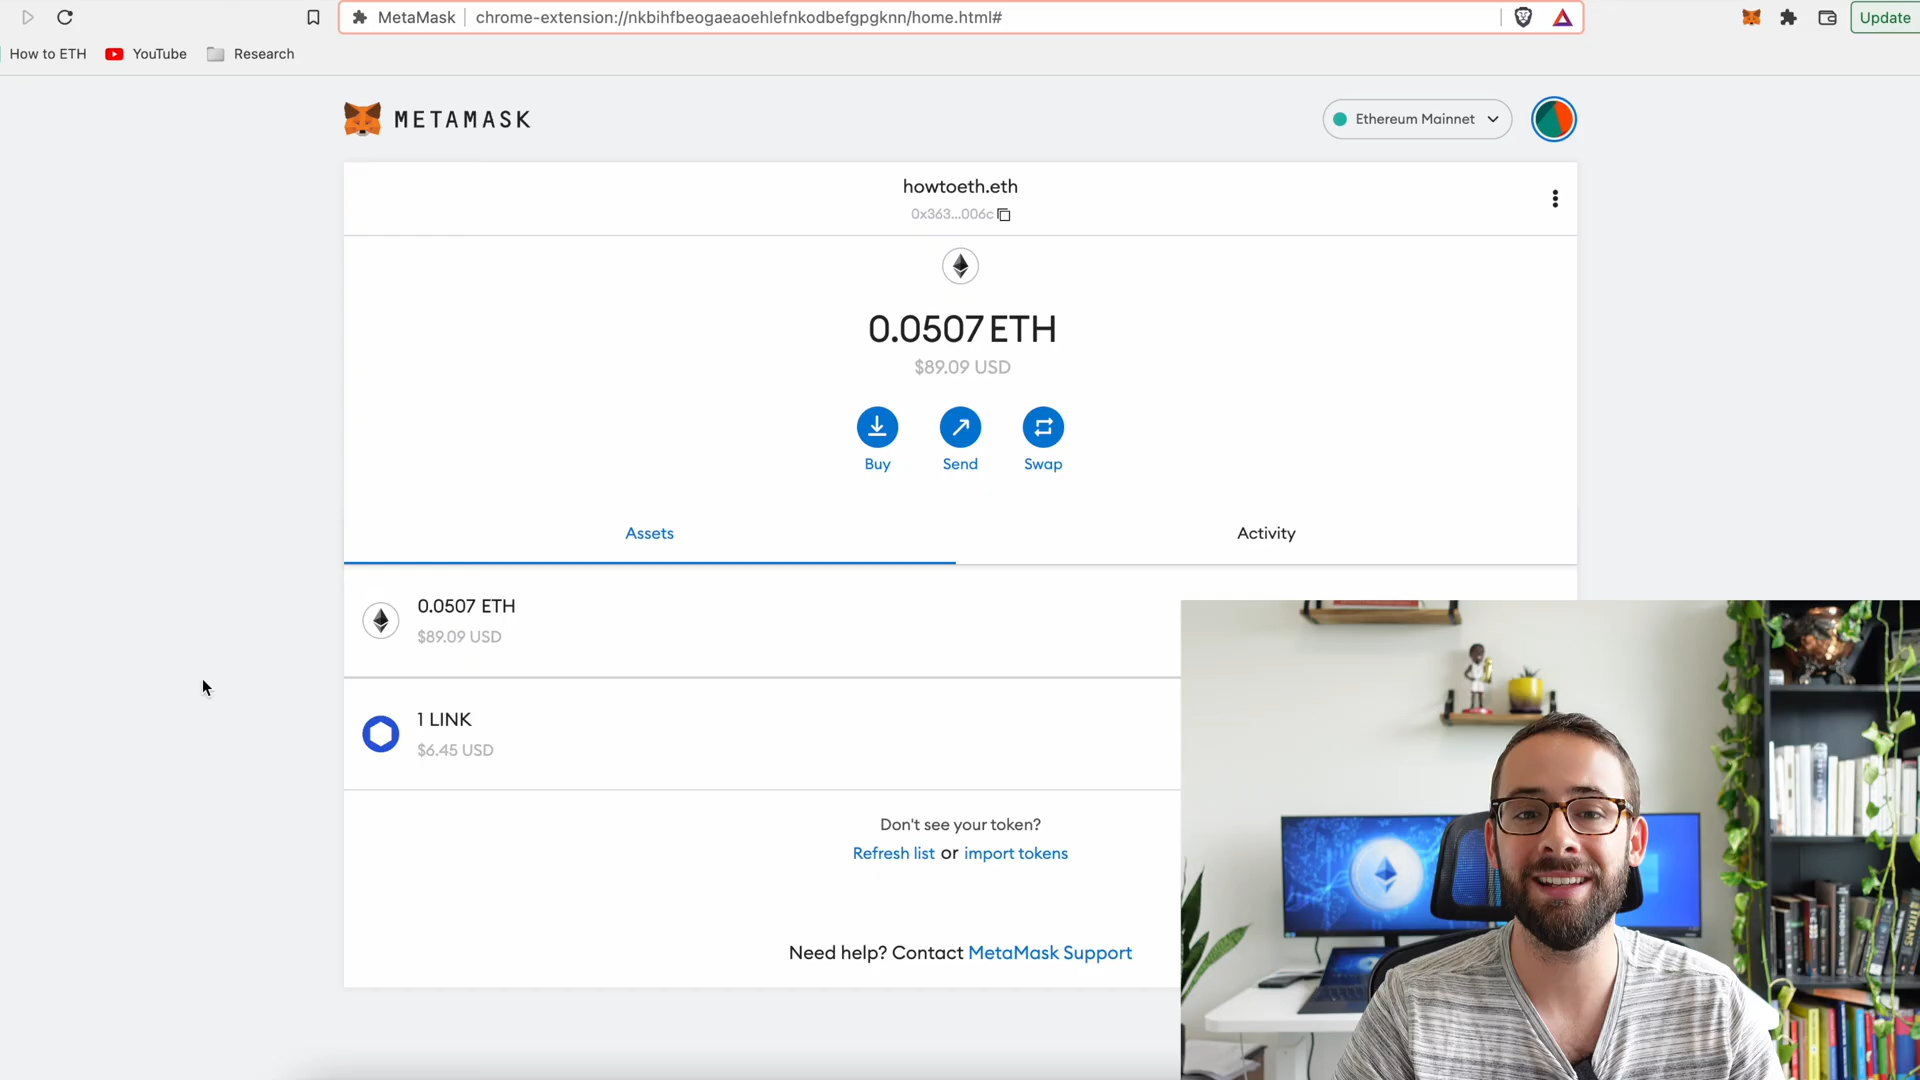 MetaMask
chrome-extension://nkbihfbeogaeaoehlefnkodbefgpgknn/home.html#
Update
How to ETH
YouTube
Research
METAMASK
Ethereum Mainnet
howtoeth.eth
0x363...006c
0.0507 ETH
$89.09 USD
Buy
Send
Swap
Assets
Activity
0.0507 ETH
$89.09 USD
1 LINK
$6.45 USD
Don't see your token?
Refresh list or import tokens
Need help? Contact MetaMask Support
TITANS